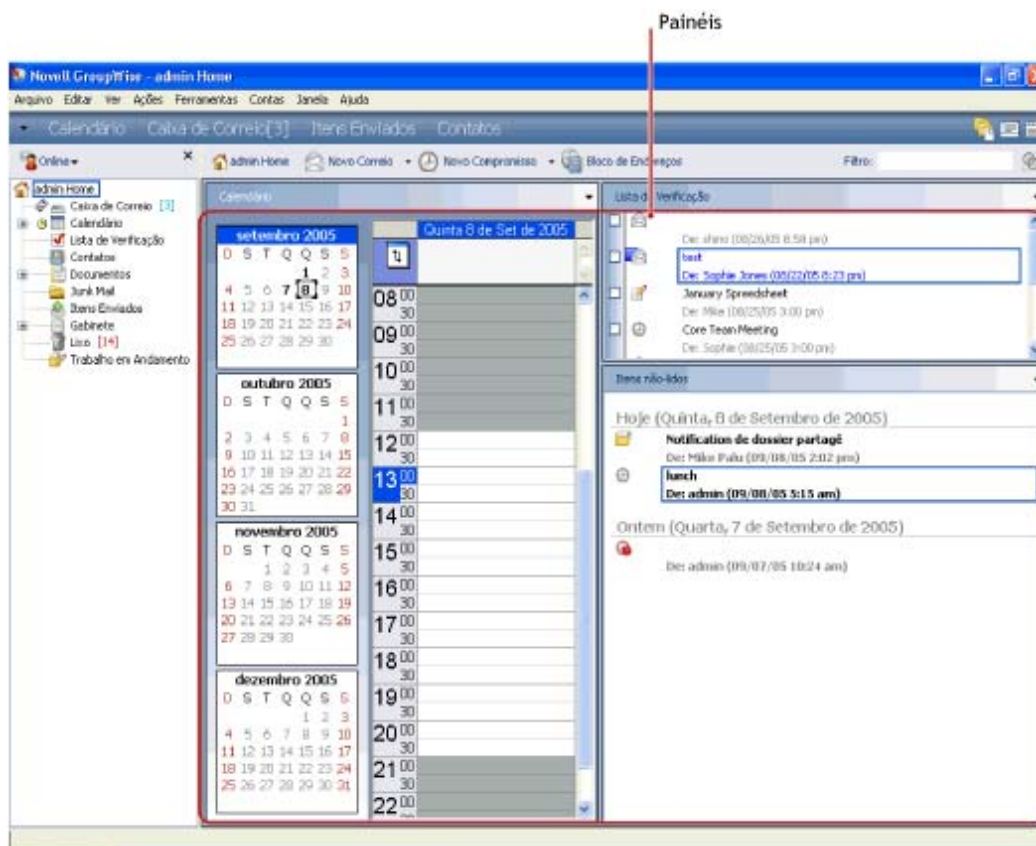 Painéis
Novell GroupWise - admin Home
Arquivo Editar Ver Ações Ferramentas Contas Janela Ajuda
Calendário Caixa de Correio[3] Itens Enviados Contatos
Online admin Home Novo Correio Novo Compromisso Bloco de Endereços Filtro:
admin Home
Caixa de Correio [3]
Calendário
Lista de Verificação
Contatos
Documentos
Junk Mail
Itens Enviados
Gabinete
Lixo [14]
Trabalho em Andamento
Calendário
setembro 2005
D S T Q Q S S
1 2 3
4 5 6 7 8 9 10
11 12 13 14 15 16 17
18 19 20 21 22 23 24
25 26 27 28 29 30
outubro 2005
D S T Q Q S S
1
2 3 4 5 6 7 8
9 10 11 12 13 14 15
16 17 18 19 20 21 22
23 24 25 26 27 28 29
30 31
novembro 2005
D S T Q Q S S
1 2 3 4 5
6 7 8 9 10 11 12
13 14 15 16 17 18 19
20 21 22 23 24 25 26
27 28 29 30
dezembro 2005
D S T Q Q S S
1 2 3
4 5 6 7 8 9 10
11 12 13 14 15 16 17
18 19 20 21 22 23 24
25 26 27 28 29 30 31
Quinta 8 de Set de 2005
08 00
30
09 00
30
10 00
30
11 00
30
12 00
30
13 00
30
14 00
30
15 00
30
16 00
30
17 00
30
18 00
30
19 00
30
20 00
30
21 00
30
22 00
Lista de Verificação
De: (08/26/05 8:58 pm)
test
De: Sophie Jones (08/22/05 8:23 pm)
January Spreedsheet
De: Mike (08/25/05 3:00 pm)
Core Team Meeting
De: Sophie (08/25/05 3:00 pm)
Itens não-lidos
Hoje (Quinta, 8 de Setembro de 2005)
Notification de dossier partagé
De: Mike Palu (09/08/05 2:02 pm)
lunch
De: admin (09/08/05 5:15 am)
Ontem (Quarta, 7 de Setembro de 2005)
De: admin (09/07/05 10:24 am)